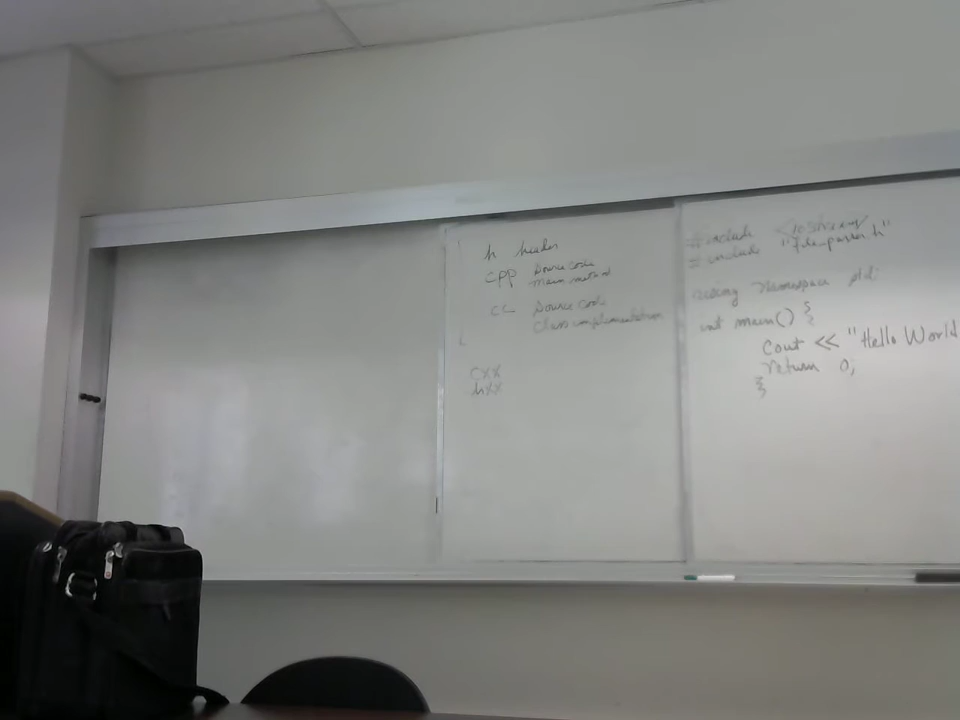 h header
CPP Source code
main method
CC Source code
Class implementation
CXX
hXX
#include <iostream>
#include "file_parser.h"
using namespace std;
int main() {
cout << "Hello World
return 0;
}